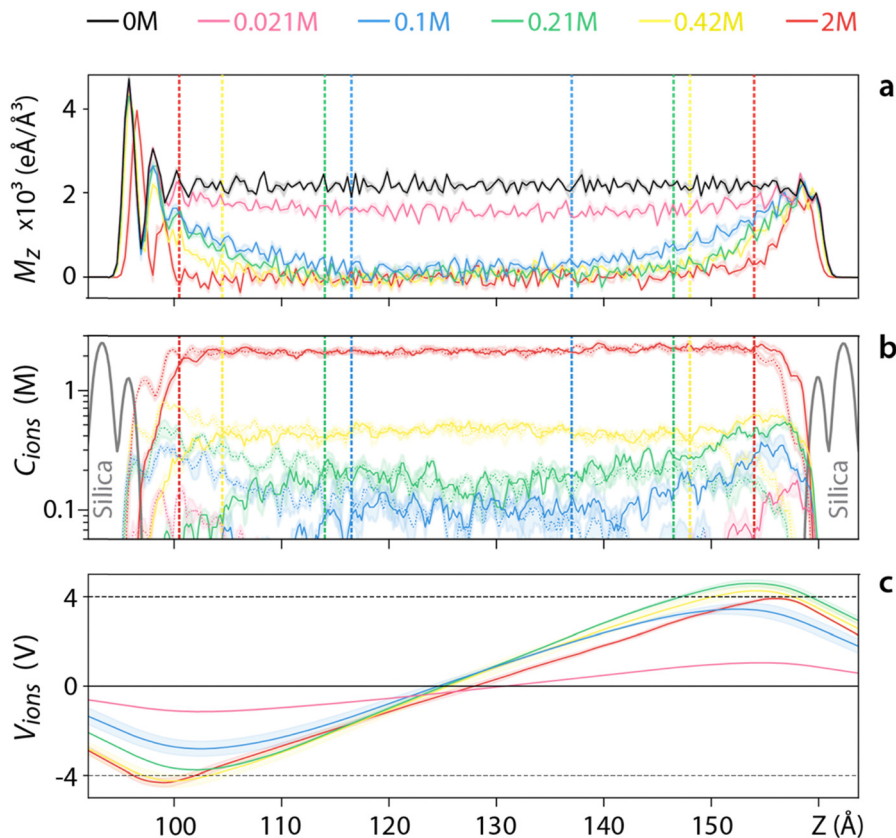 0M 0.021M 0.1M 0.21M 0.42M 2M
a
4
2
0
M_Z x10³ (eÅ/Å³)
b
1
0.1
C_ions (M)
Silica
Silica
c
4
0
-4
V_ions (V)
100 110 120 130 140 150 Z (Å)